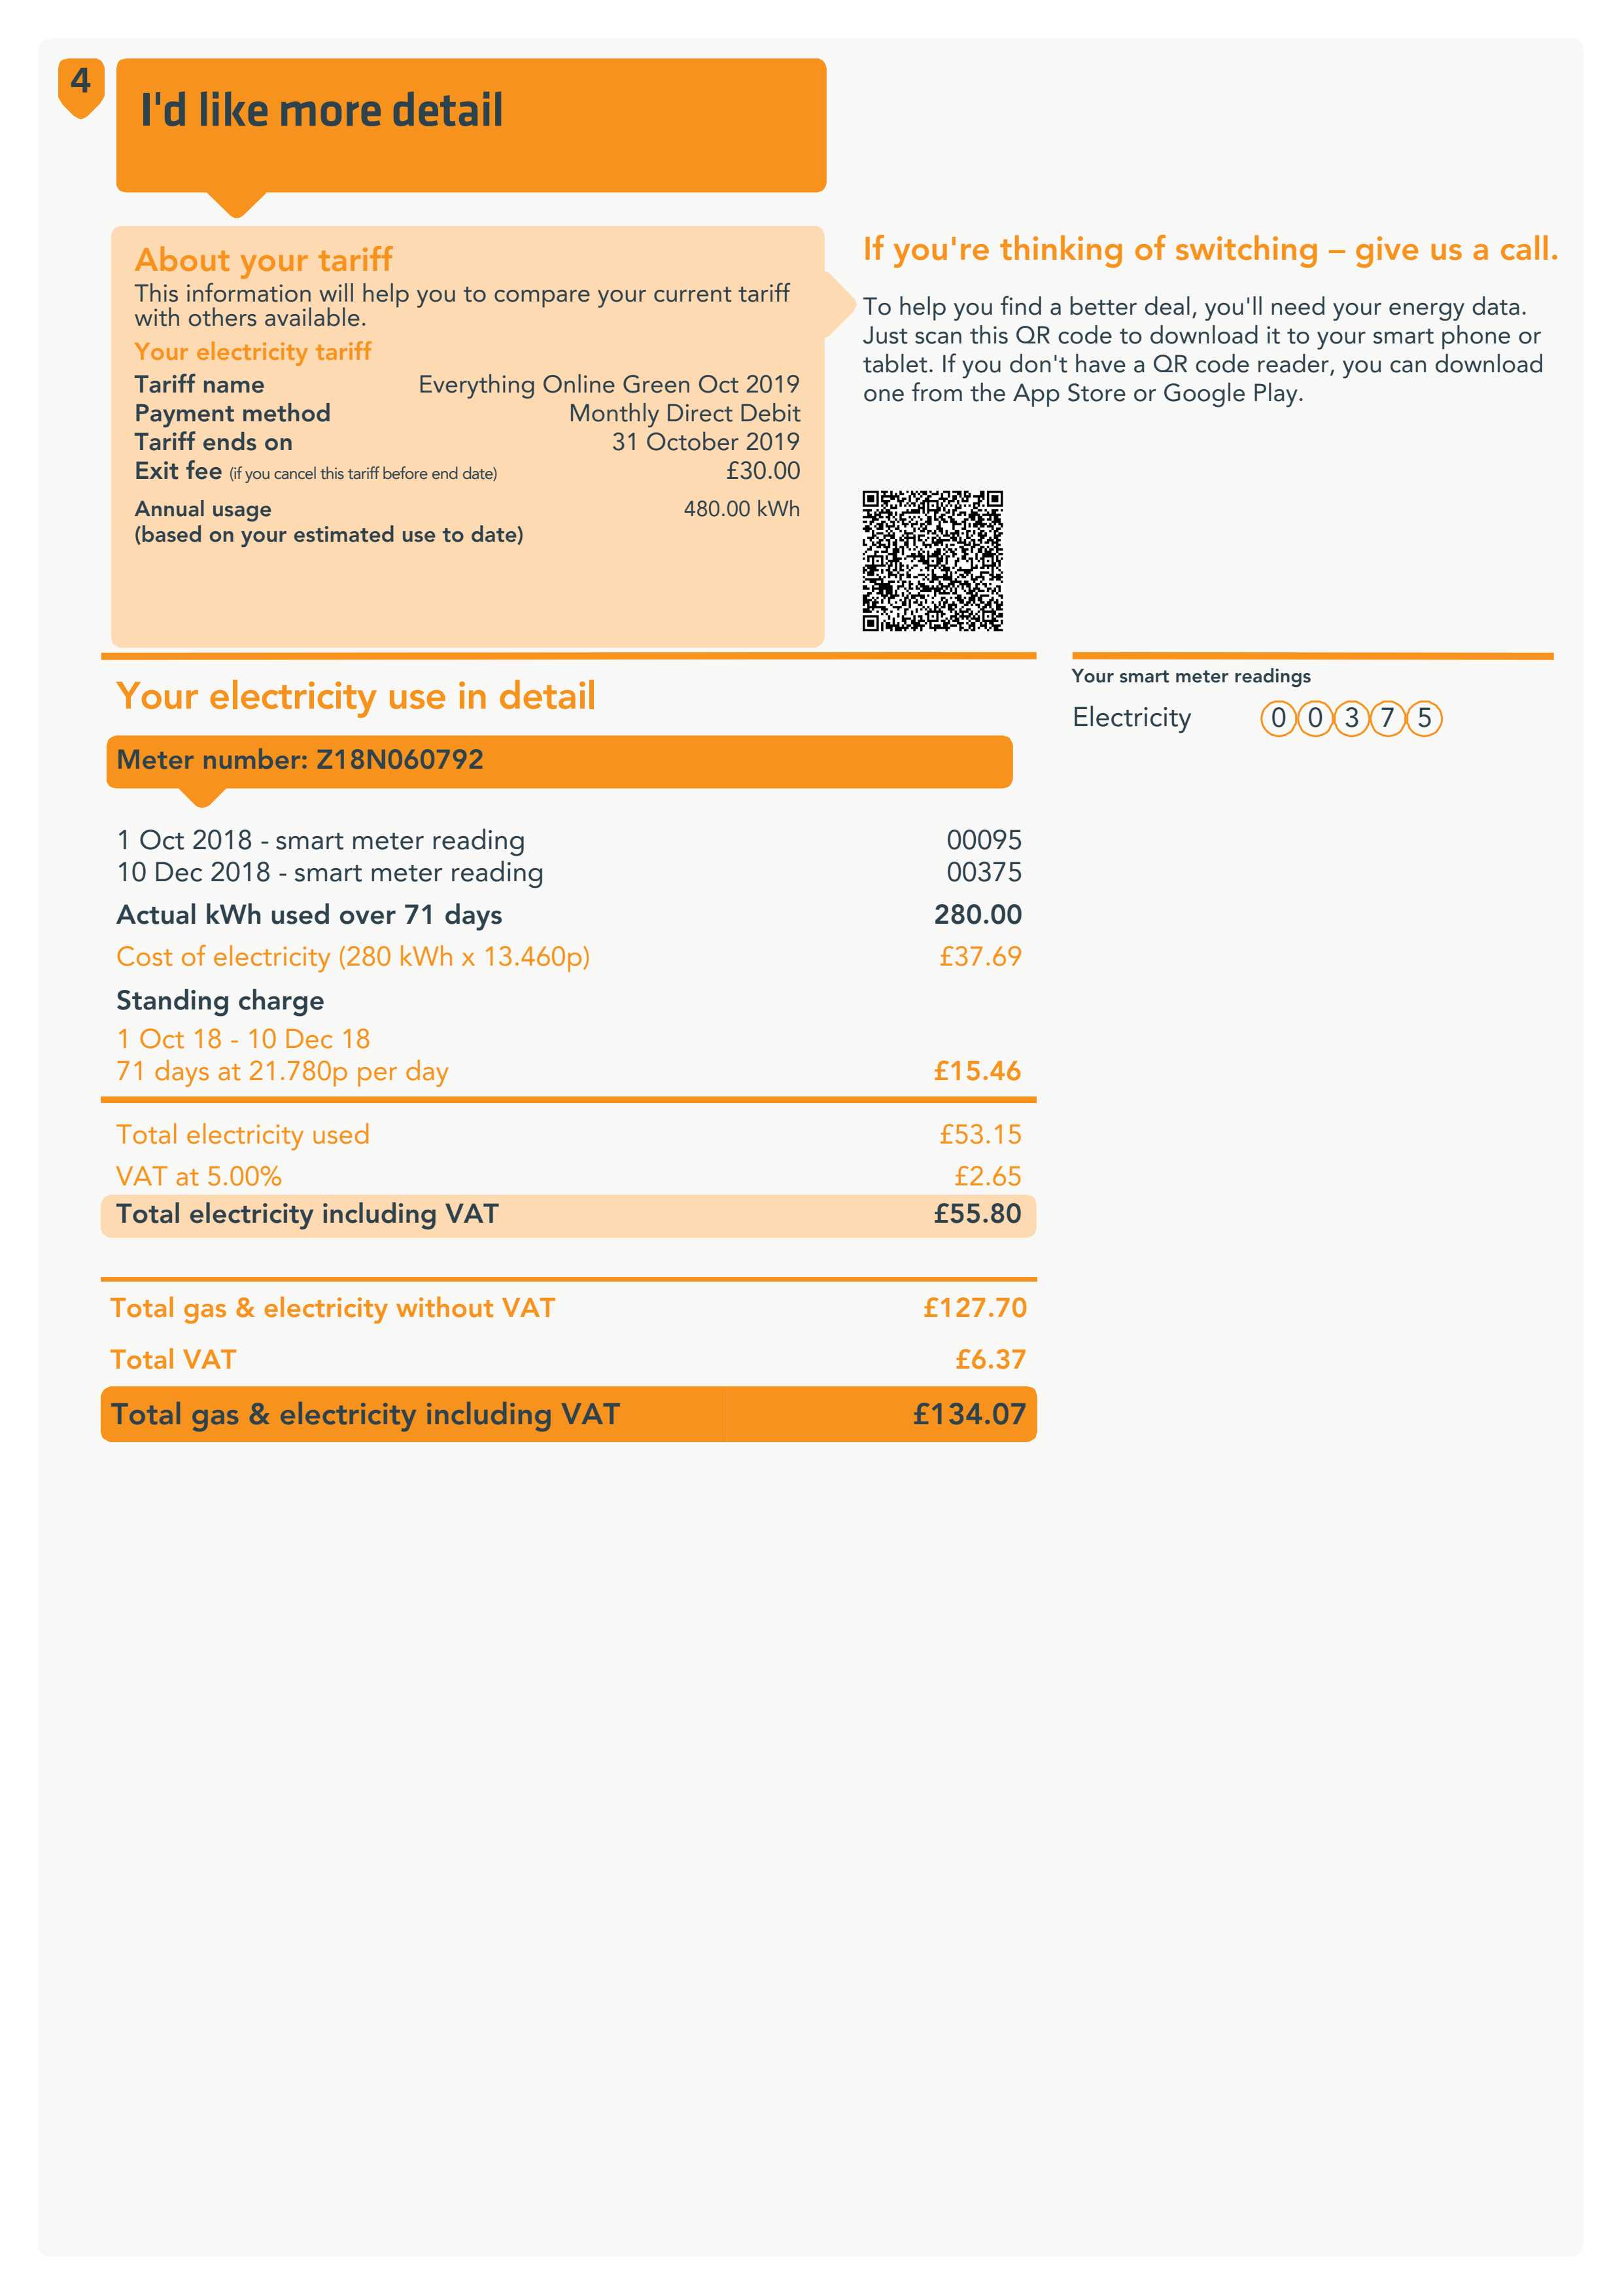 4
I'd like more detail
About your tariff
This information will help you to compare your current tariff
with others available.
Your electricity tariff
Tariff name Everything Online Green Oct 2019
Payment method Monthly Direct Debit
Tariff ends on 31 October 2019
Exit fee (if you cancel this tariff before end date) £30.00
Annual usage 480.00 kWh
(based on your estimated use to date)
If you're thinking of switching – give us a call.
To help you find a better deal, you'll need your energy data.
Just scan this QR code to download it to your smart phone or
tablet. If you don't have a QR code reader, you can download
one from the App Store or Google Play.
Your electricity use in detail
Meter number: Z18N060792
1 Oct 2018 - smart meter reading 00095
10 Dec 2018 - smart meter reading 00375
Actual kWh used over 71 days 280.00
Cost of electricity (280 kWh x 13.460p) £37.69
Standing charge
1 Oct 18 - 10 Dec 18
71 days at 21.780p per day £15.46
Total electricity used £53.15
VAT at 5.00% £2.65
Total electricity including VAT £55.80
Total gas & electricity without VAT £127.70
Total VAT £6.37
Total gas & electricity including VAT £134.07
Your smart meter readings
Electricity 0 0 3 7 5